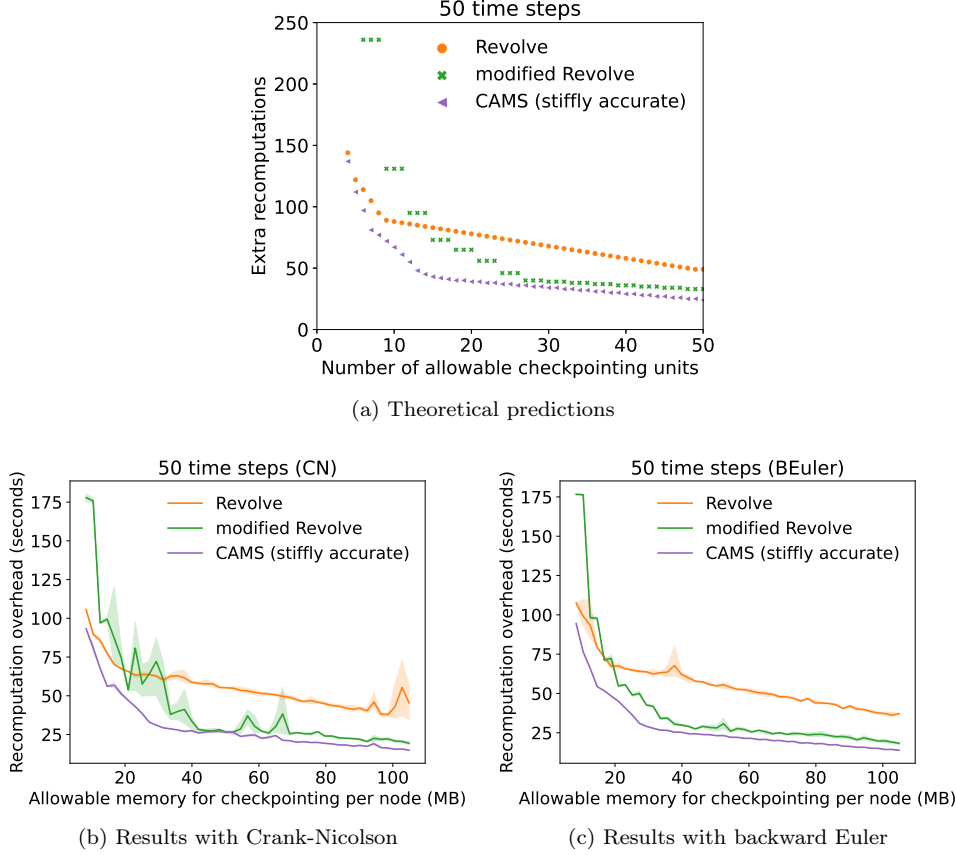 50 time steps
250
200
150
100
50
0
Extra recomputations
Revolve
modified Revolve
CAMS (stiffly accurate)
0 10 20 30 40 50
Number of allowable checkpointing units
(a) Theoretical predictions
50 time steps (CN)
175
150
125
100
75
50
25
Recomputation overhead (seconds)
Revolve
modified Revolve
CAMS (stiffly accurate)
20 40 60 80 100
Allowable memory for checkpointing per node (MB)
(b) Results with Crank-Nicolson
50 time steps (BEuler)
175
150
125
100
75
50
25
Recomputation overhead (seconds)
Revolve
modified Revolve
CAMS (stiffly accurate)
20 40 60 80 100
Allowable memory for checkpointing per node (MB)
(c) Results with backward Euler